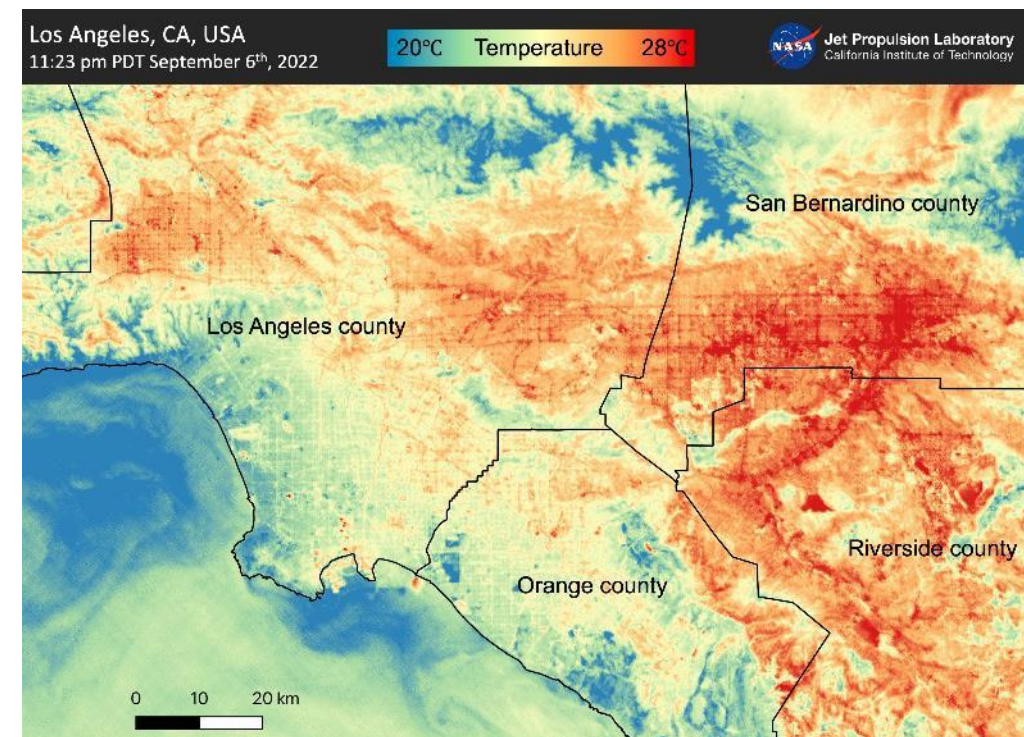 Los Angeles, CA, USA
11:23 pm PDT September 6th, 2022
20°C Temperature 28°C
NASA
Jet Propulsion Laboratory
California Institute of Technology
San Bernardino county
Los Angeles county
Riverside county
Orange county
0 10 20 km